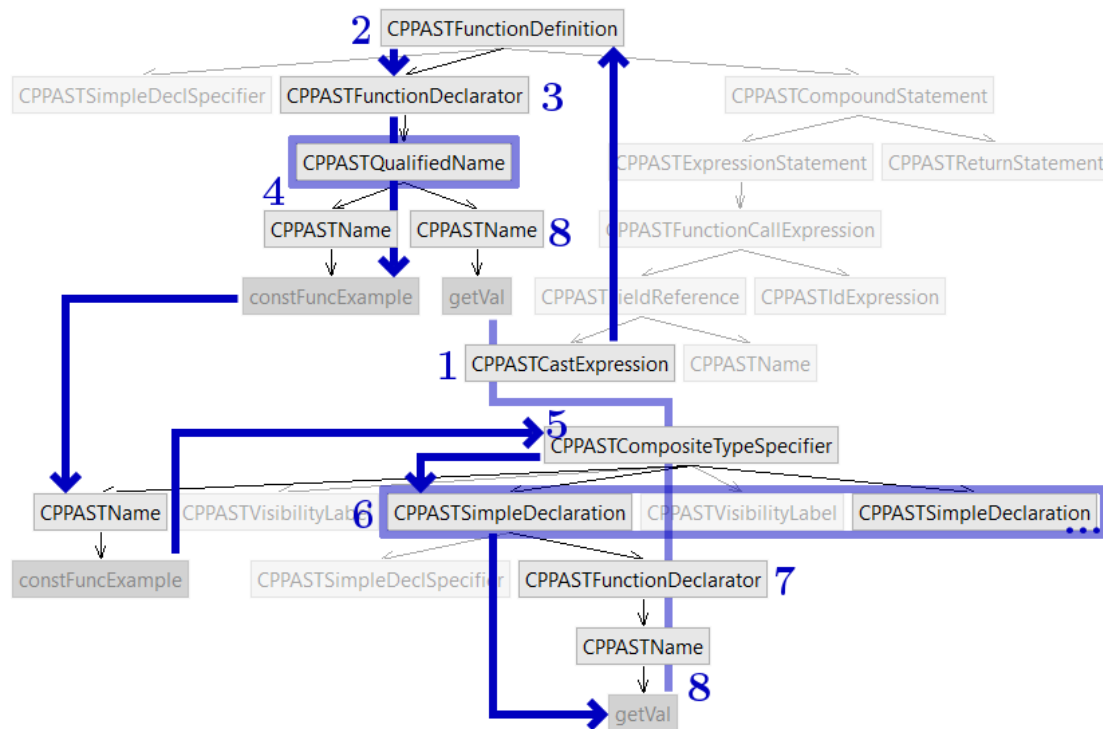 2 CPPASTFunctionDefinition
CPPASTSimpleDeclSpecifier CPPASTFunctionDeclarator 3 CPPASTCompoundStatement
CPPASTQualifiedName CPPASTExpressionStatement CPPASTReturnStatement
4 CPPASTName CPPASTName 8 CPPASTFunctionCallExpression
constFuncExample getVal CPPASTFieldReference CPPASTIdExpression
1 CPPASTCastExpression CPPASTName
5
CPPASTCompositeTypeSpecifier
CPPASTName CPPASTVisibilityLabel 6 CPPASTSimpleDeclaration CPPASTVisibilityLabel CPPASTSimpleDeclaration
...
constFuncExample CPPASTSimpleDeclSpecifier CPPASTFunctionDeclarator 7
CPPASTName
8
getVal